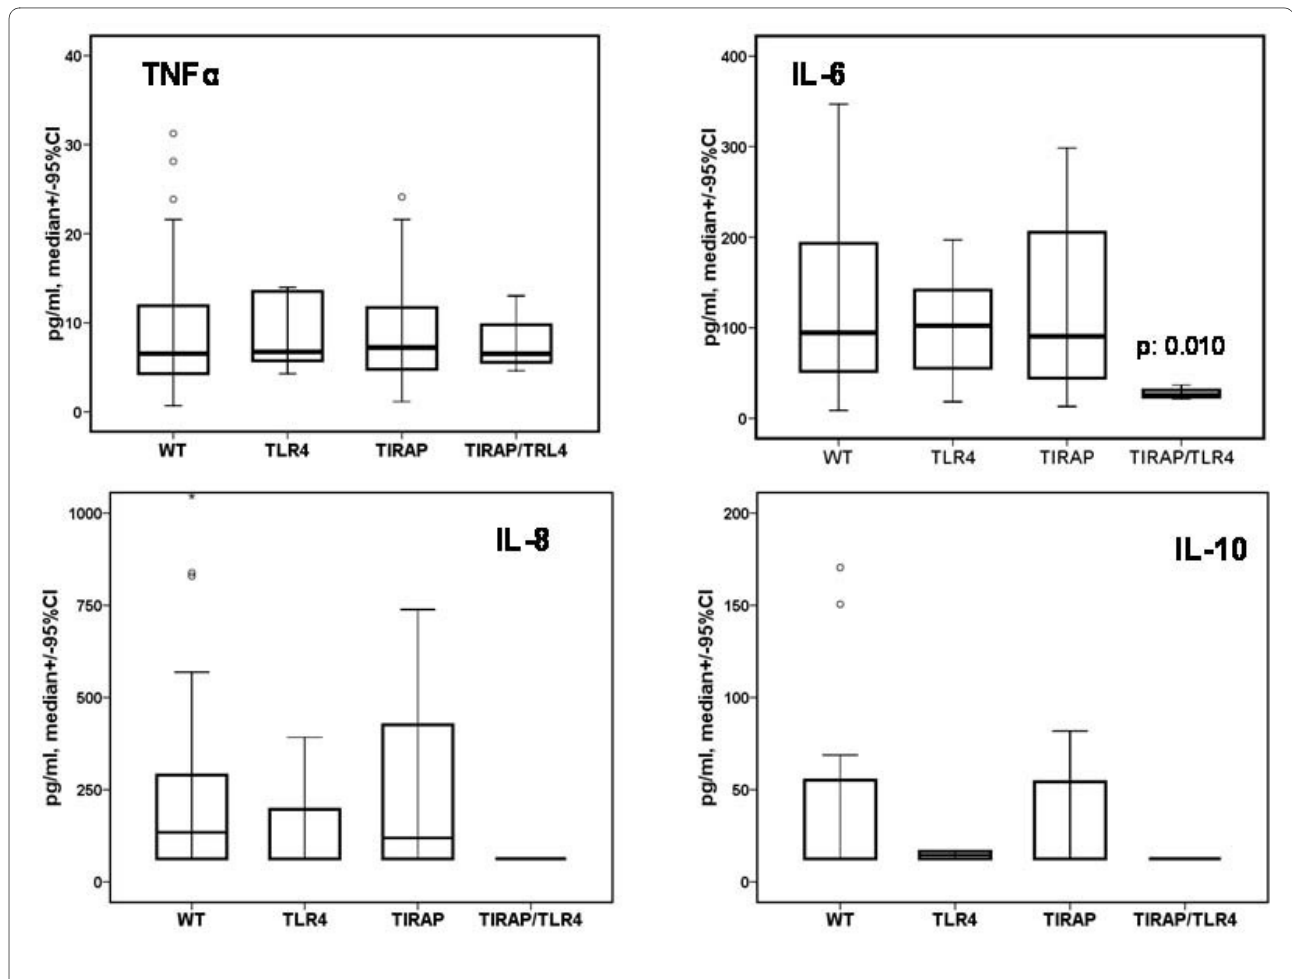 TNFα
pg/ml, median+/-95%CI
40
30
20
10
0
WT TLR4 TIRAP TIRAP/TRL4
IL-6
pg/ml, median+/-95%CI
400
300
200
100
0
p: 0.010
WT TLR4 TIRAP TIRAP/TLR4
IL-8
pg/ml, median+/-95%CI
1000
750
500
250
0
WT TLR4 TIRAP TIRAP/TLR4
IL-10
pg/ml, median+/-95%CI
200
150
100
50
0
WT TLR4 TIRAP TIRAP/TLR4